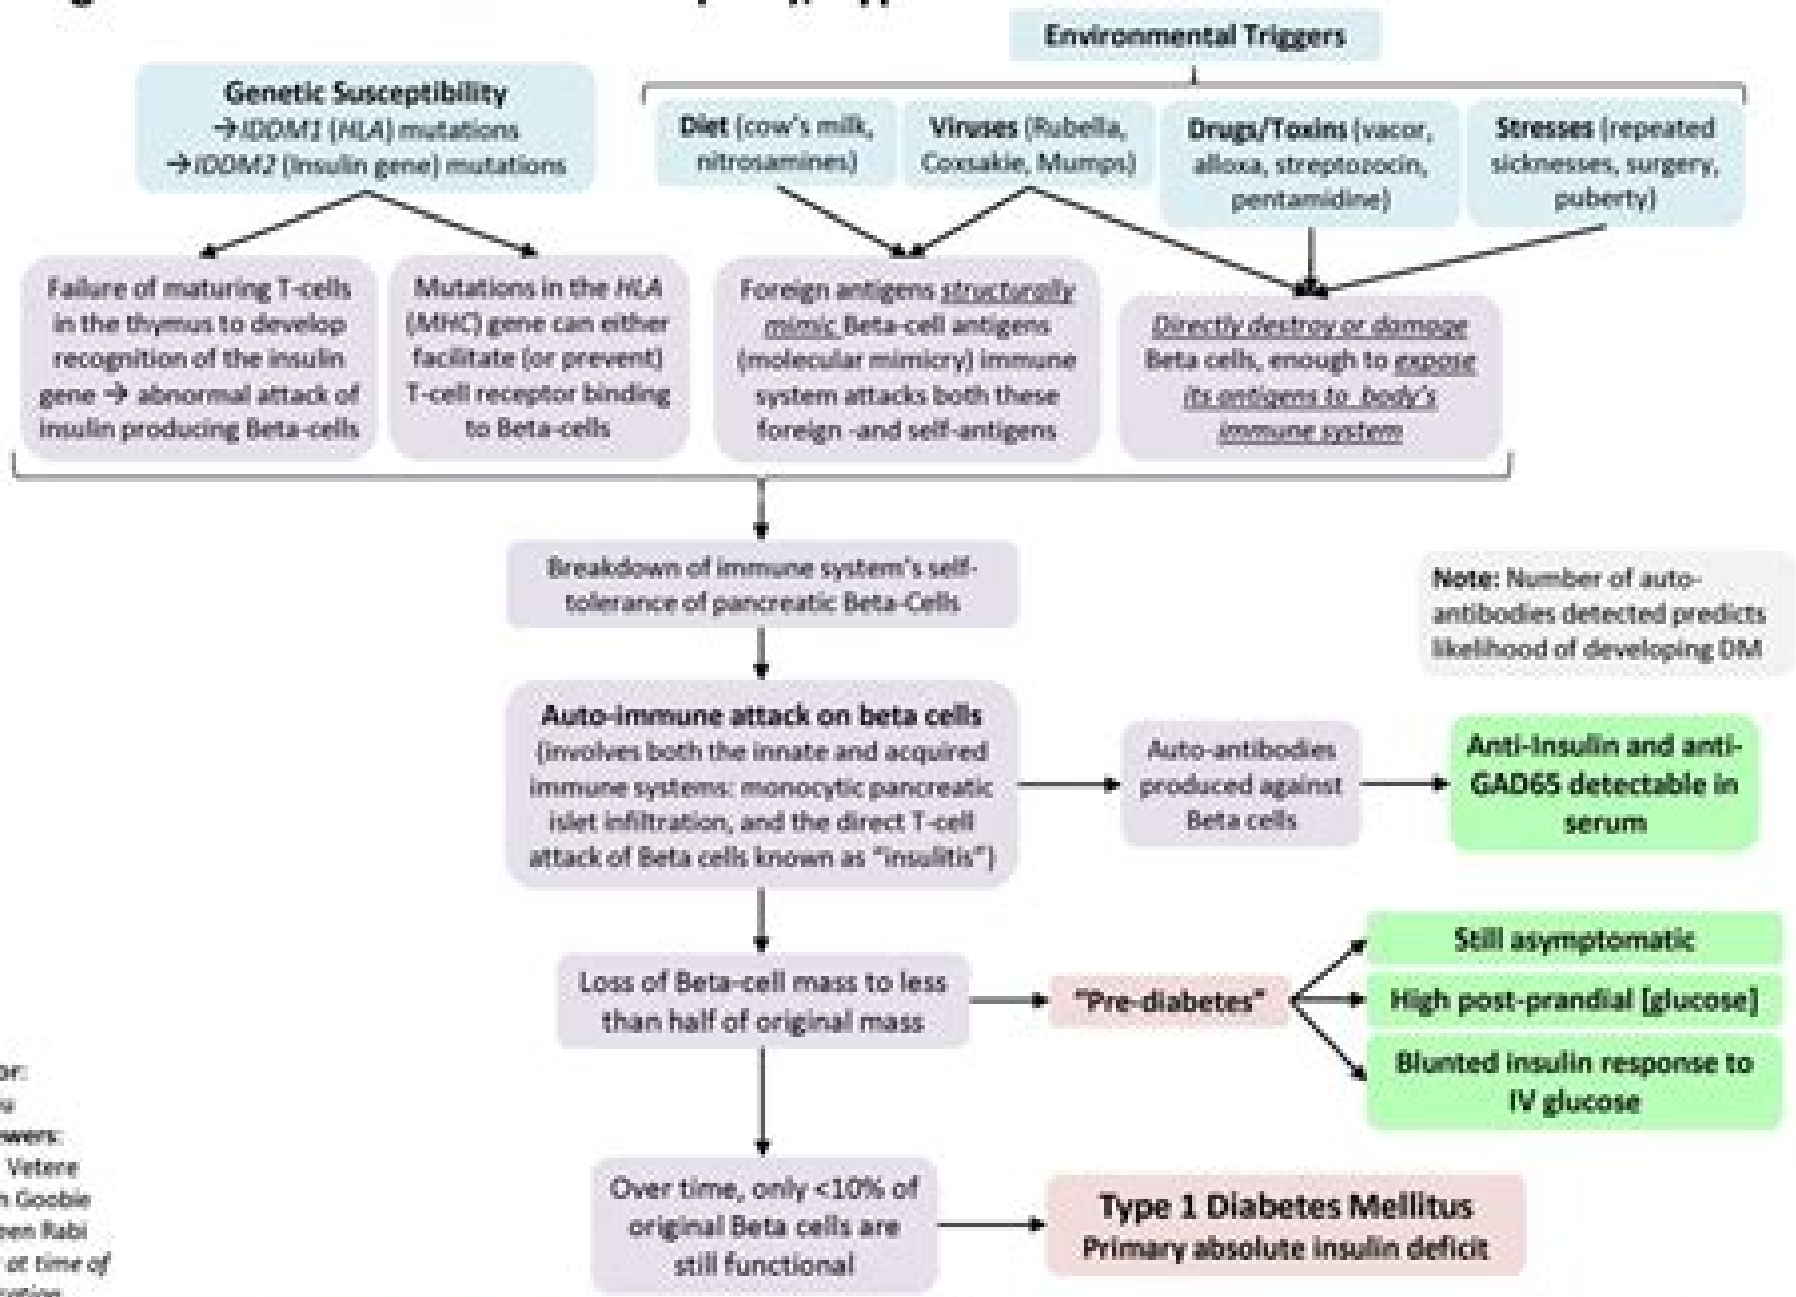 Environmental Triggers
Genetic Susceptibility
→IDDM1 (HLA) mutations
→IDDM2 (Insulin gene) mutations
Diet (cow's milk,
nitrosamines)
Viruses (Rubella,
Coxsakie, Mumps)
Drugs/Toxins (vacor,
alloxa, streptozocin,
pentamidine)
Stresses (repeated
sicknesses, surgery,
puberty)
Failure of maturing T-cells
in the thymus to develop
recognition of the insulin
gene → abnormal attack of
insulin producing Beta-cells
Mutations in the HLA
(MHC) gene can either
facilitate (or prevent)
T-cell receptor binding
to Beta-cells
Foreign antigens structurally
mimic Beta-cell antigens
(molecular mimicry) immune
system attacks both these
foreign -and self-antigens
Directly destroy or damage
Beta cells, enough to expose
its antigens to body's
immune system
Breakdown of immune system's self-
tolerance of pancreatic Beta-Cells
Note: Number of auto-
antibodies detected predicts
likelihood of developing DM
Auto-immune attack on beta cells
(involves both the innate and acquired
immune systems: monocytic pancreatic
islet infiltration, and the direct T-cell
attack of Beta cells known as "insulitis")
Auto-antibodies
produced against
Beta cells
Anti-Insulin and anti-
GAD65 detectable in
serum
Loss of Beta-cell mass to less
than half of original mass
"Pre-diabetes"
Still asymptomatic
High post-prandial [glucose]
Blunted insulin response to
IV glucose
Over time, only <10% of
original Beta cells are
still functional
Type 1 Diabetes Mellitus
Primary absolute insulin deficit
Vetere
Goobie
Rabi
at time of